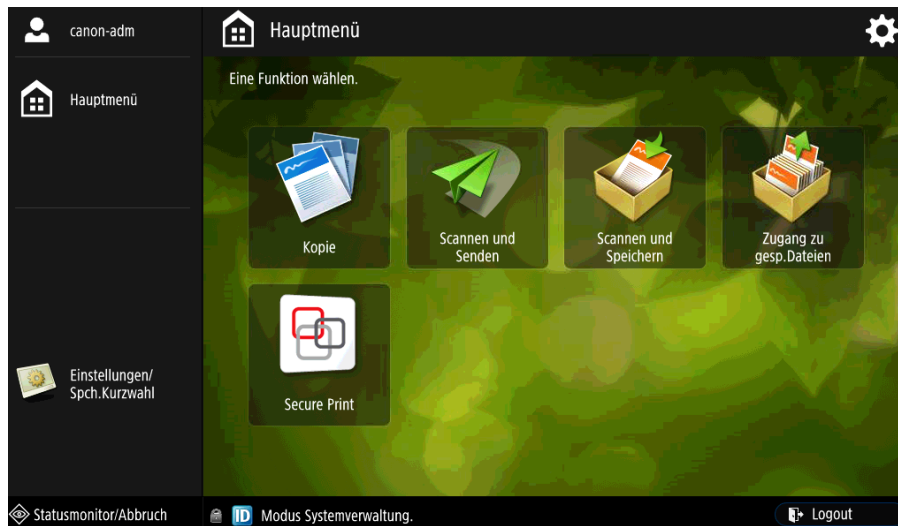 canon-adm
Hauptmenü
Hauptmenü
Eine Funktion wählen.
Kopie
Scannen und
Senden
Scannen und
Speichern
Zugang zu
gesp.Dateien
Secure Print
Einstellungen/
Spch.Kurzwahl
Statusmonitor/Abbruch
ID
Modus Systemverwaltung.
Logout